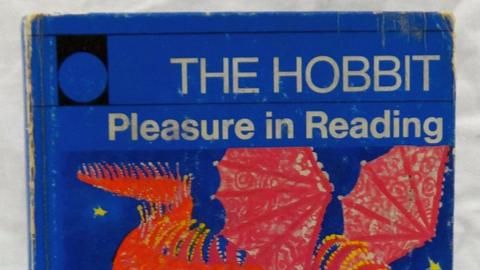 THE HOBBIT
Pleasure in Reading